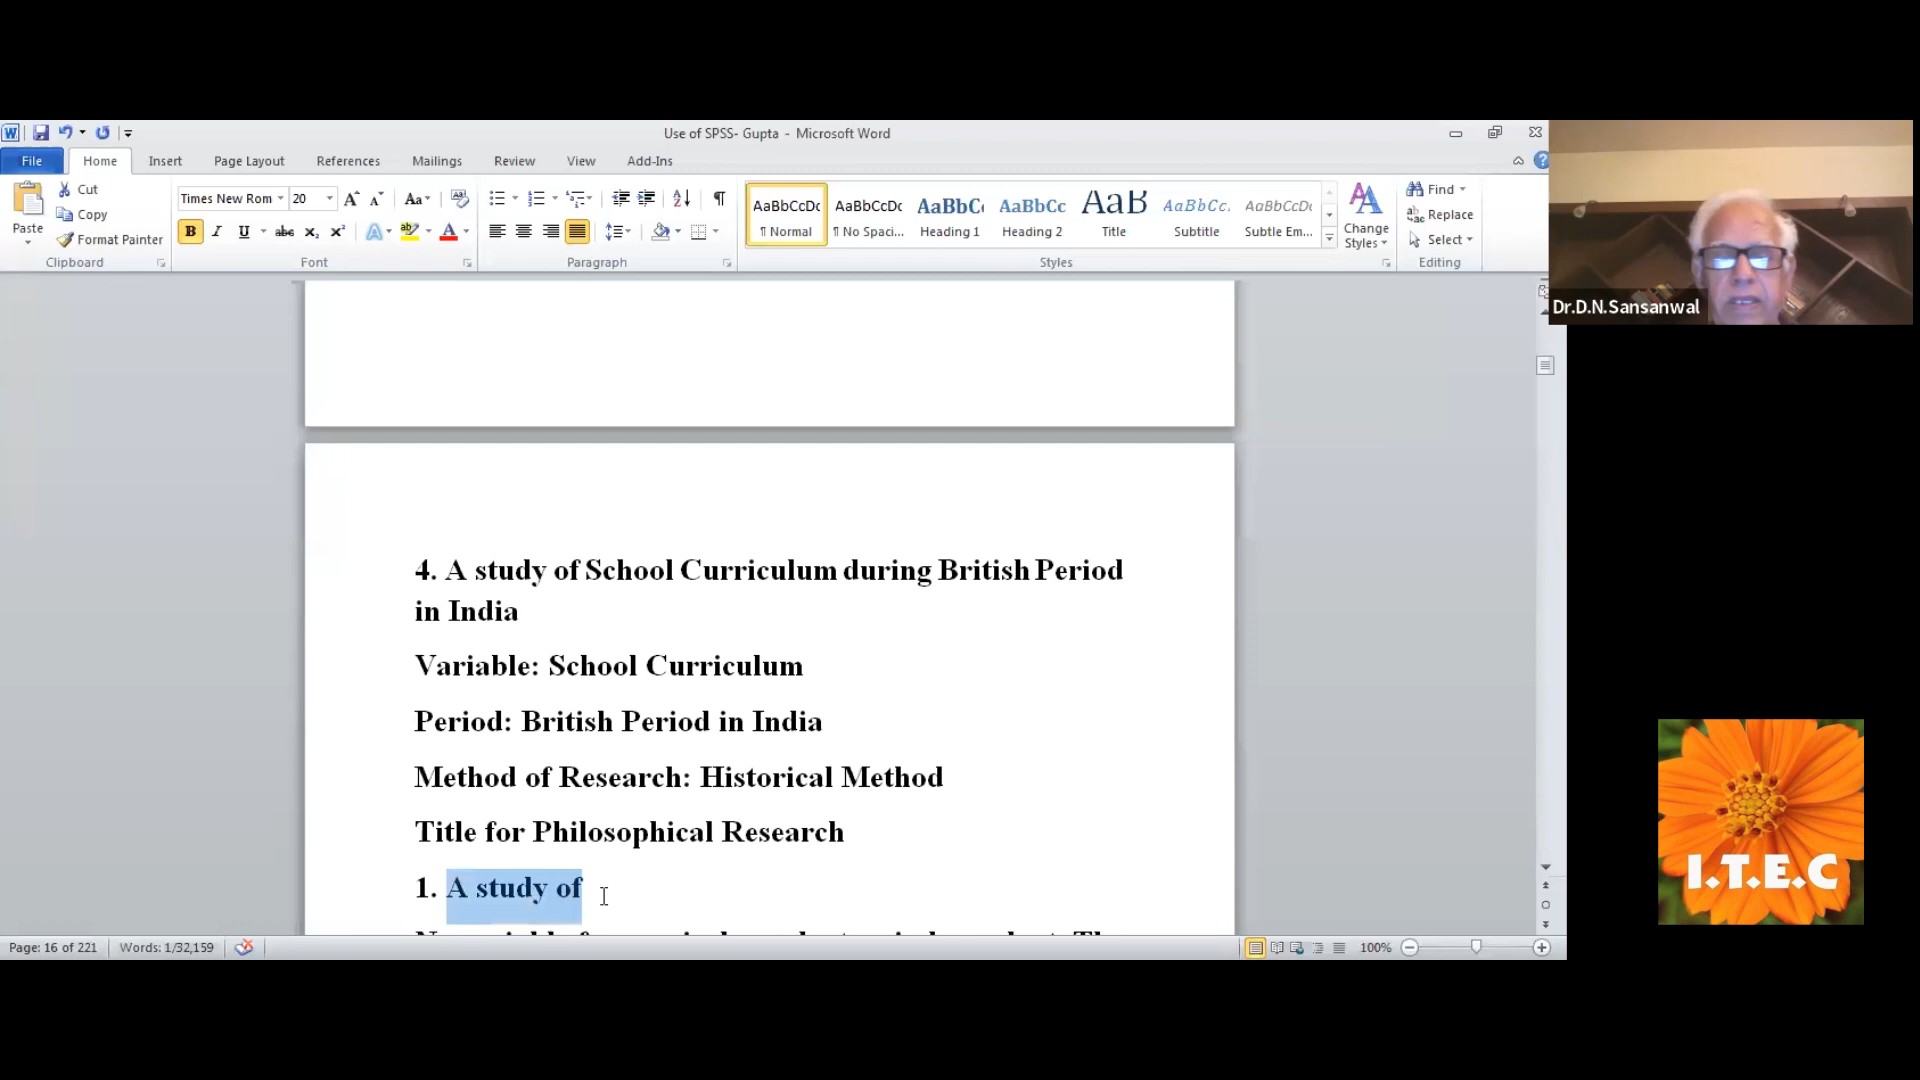 Use of SPSS- Gupta - Microsoft Word
File Home Insert Page Layout References Mailings Review View Add-Ins
Paste
Cut
Copy
Format Painter
Clipboard
Times New Rom 20
Font
Paragraph
AaBbCcDc AaBbCcDc AaBbC AaBbCc AaB AaBbCc. AaBbCcDc
¶ Normal ¶ No Spaci... Heading 1 Heading 2 Title Subtitle Subtle Em...
Change
Styles
Styles
Find
Replace
Select
Editing
Dr.D.N.Sansanwal
4. A study of School Curriculum during British Period
in India
Variable: School Curriculum
Period: British Period in India
Method of Research: Historical Method
Title for Philosophical Research
1. A study of
I.T.E.C
Page: 16 of 221 Words: 1/32,159 100%